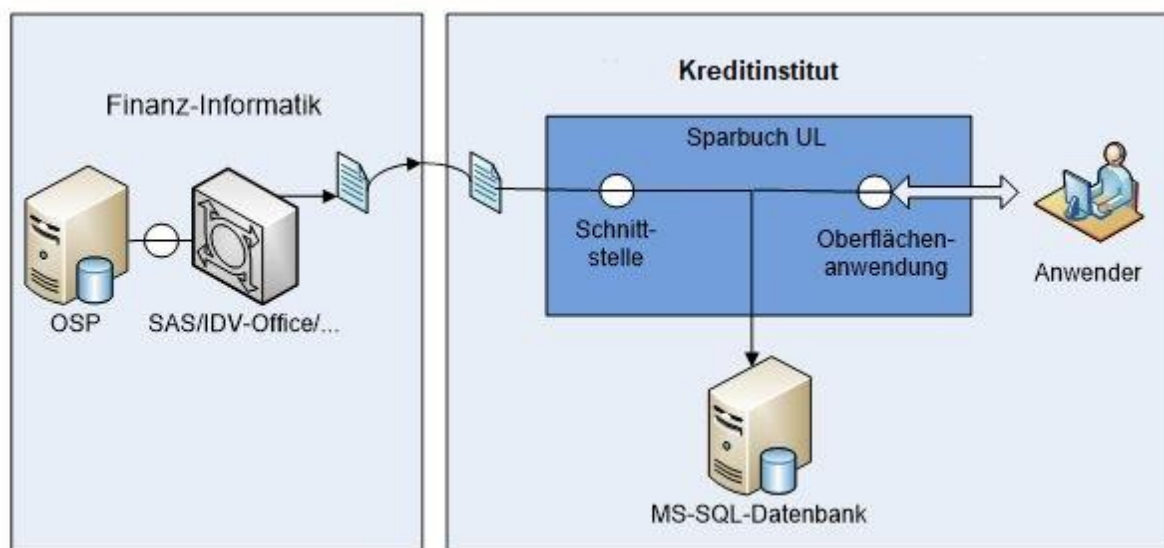 Finanz-Informatik
OSP
SAS/IDV-Office/...
Kreditinstitut
Sparbuch UL
Schnitt-
stelle
Oberflächen-
anwendung
Anwender
MS-SQL-Datenbank